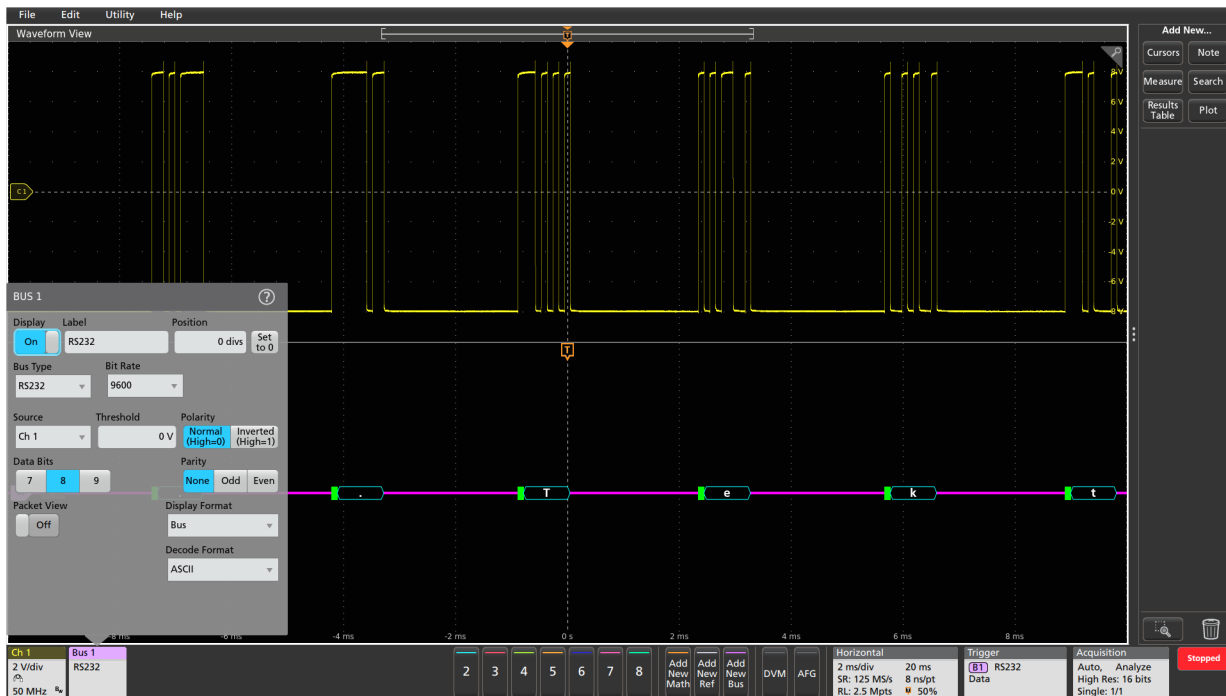 File Edit Utility Help
Waveform View
Add New...
Cursors Note
Measure Search
Results Table Plot
T
8 V
6 V
4 V
2 V
C 1
0 V
-2 V
-4 V
-6 V
-8 V
BUS 1
?
Display Label Position
On RS232 0 divs Set to 0
T
Bus Type Bit Rate
RS232 9600
Source Threshold Polarity
Ch 1 0 V Normal (High=0) Inverted (High=1)
Data Bits Parity
7 8 9 None Odd Even
. . T e k t
Packet View Display Format
Off Bus
Decode Format
ASCII
-8 ms -6 ms -4 ms -2 ms 0 s 2 ms 4 ms 6 ms 8 ms
Ch 1
2 V/div
50 MHz Bw
Bus 1
RS232
2 3 4 5 6 7 8
Add New Math
Add New Ref
Add New Bus
DVM AFG
Horizontal
2 ms/div 20 ms
SR: 125 MS/s 8 ns/pt
RL: 2.5 Mpts 50%
Trigger
B1 RS232
Data
Acquisition
Auto, Analyze
High Res: 16 bits
Single: 1/1
Stopped